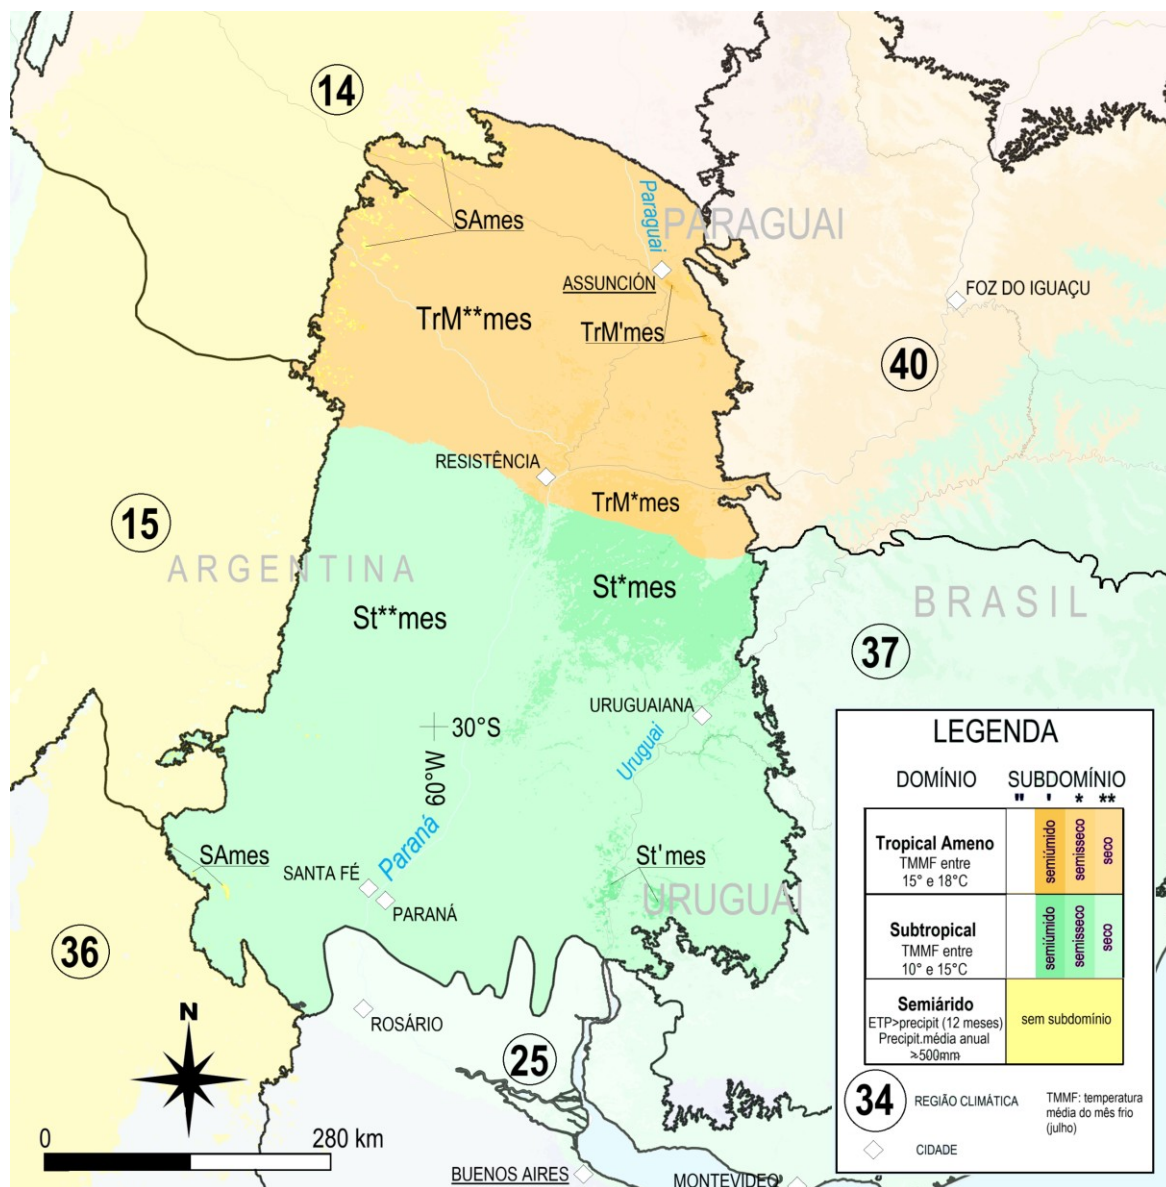 14
SAmes
Paraguai
PARAGUAI
ASSUNCIÓN
FOZ DO IGUAÇU
TrM**mes
TrM'mes
40
RESISTÊNCIA
TrM*mes
15
ARGENTINA
St*mes
BRASIL
St**mes
37
URUGUAIANA
30°S
60°W
Uruguai
Paraná
SAmes
SANTA FÉ
PARANÁ
St'mes
URUGUAI
36
N
ROSÁRIO
25
0
280 km
BUENOS AIRES
MONTEVIDEO
LEGENDA
DOMÍNIO SUBDOMÍNIO
" ' * **
Tropical Ameno
TMMF entre
15° e 18°C
semiúmido
semisseco
seco
Subtropical
TMMF entre
10° e 15°C
semiúmido
semisseco
seco
Semiárido
ETP>precipit (12 meses)
Precipit.média anual
>500mm
sem subdomínio
34
REGIÃO CLIMÁTICA
TMMF: temperatura
média do mês frio
(julho)
CIDADE